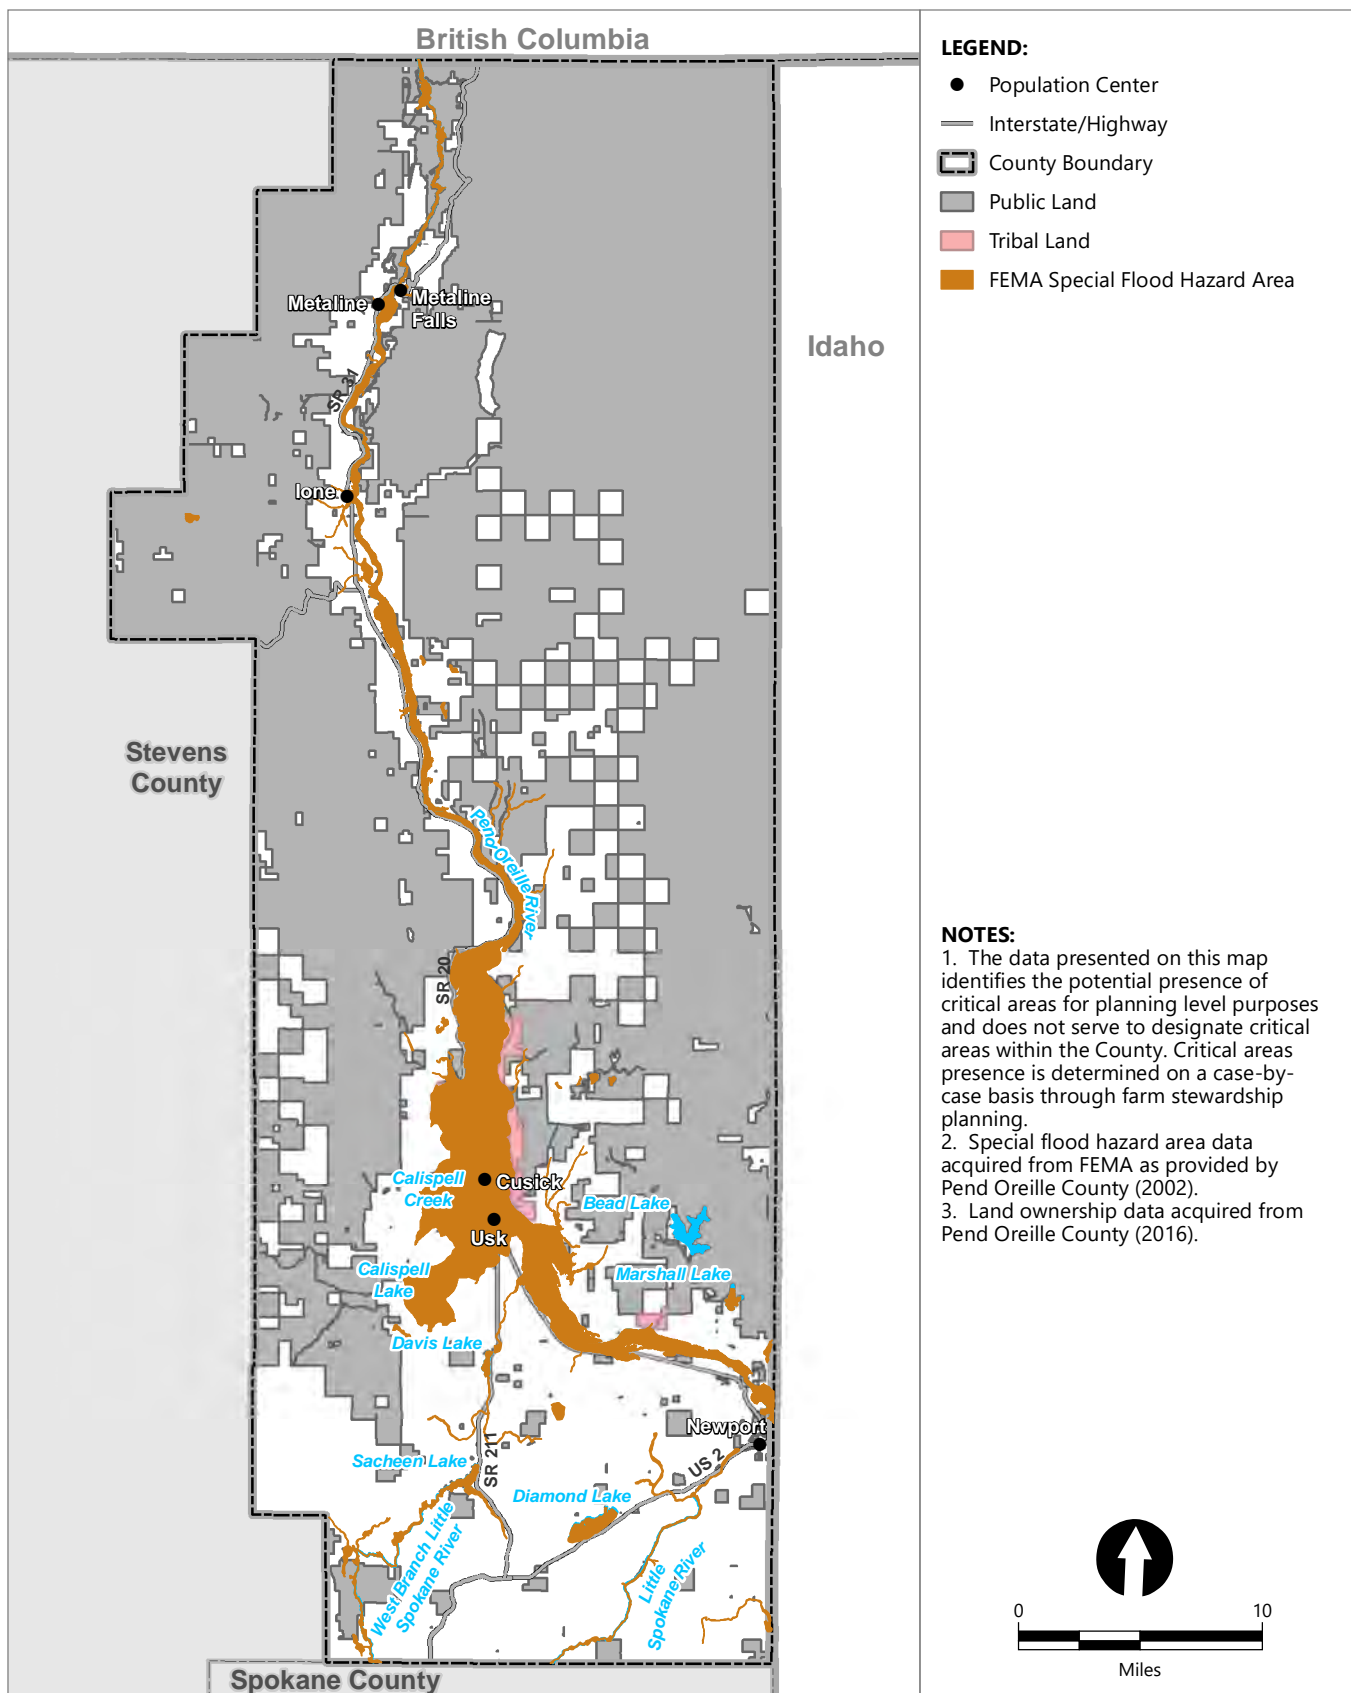 British Columbia
LEGEND:
Population Center
Interstate/Highway
County Boundary
Public Land
Tribal Land
FEMA Special Flood Hazard Area
Idaho
Metaline
Metaline
Falls
SR 31
Ione
Stevens
County
Pend Oreille River
SR 20
Calispell
Creek
Cusick
Usk
Bead Lake
Calispell
Lake
Marshall Lake
Davis Lake
Newport
Sacheen Lake
SR 211
US 2
Diamond Lake
West Branch Little
Spokane River
Little
Spokane River
Spokane County
NOTES:
1. The data presented on this map
identifies the potential presence of
critical areas for planning level purposes
and does not serve to designate critical
areas within the County. Critical areas
presence is determined on a case-by-
case basis through farm stewardship
planning.
2. Special flood hazard area data
acquired from FEMA as provided by
Pend Oreille County (2002).
3. Land ownership data acquired from
Pend Oreille County (2016).
0 10
Miles